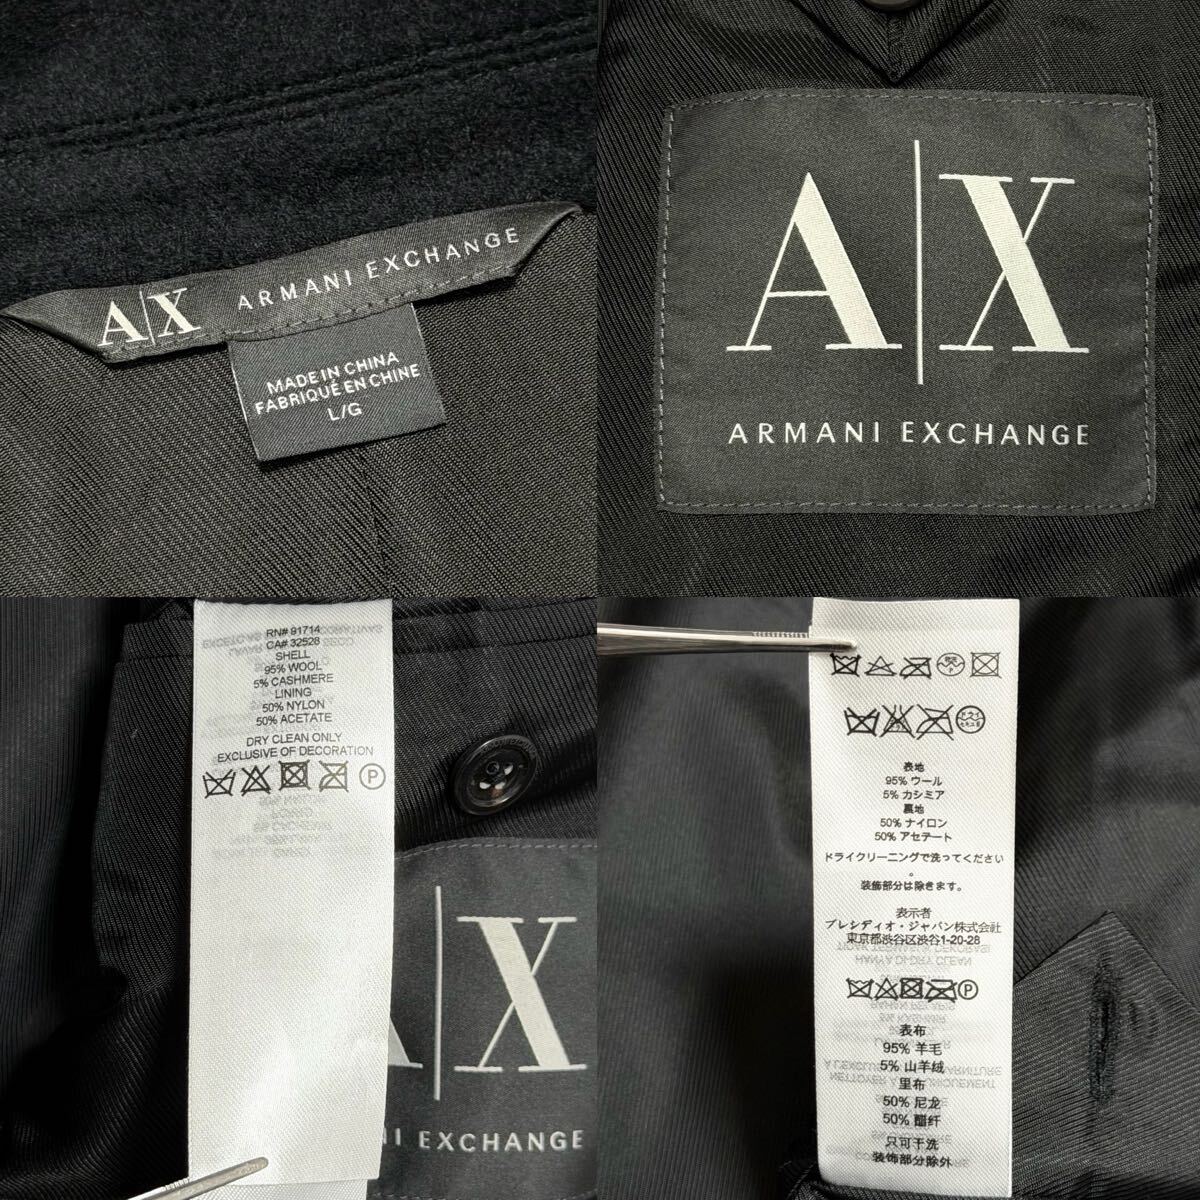 A|X ARMANI EXCHANGE
MADE IN CHINA
FABRIQUÉ EN CHINE
L/G
A|X
ARMANI EXCHANGE
RN# 91714
CA# 32528
SHELL
95% WOOL
5% CASHMERE
LINING
50% NYLON
50% ACETATE
DRY CLEAN ONLY
EXCLUSIVE OF DECORATION
P
X
I EXCHANGE
表地
95% ウール
5% カシミア
裏地
50% ナイロン
50% アセテート
ドライクリーニングで洗ってください
。
装飾部分は除きます。
表示者
プレシディオ・ジャパン株式会社
東京都渋谷区渋谷1-20-28
P
表布
95% 羊毛
5% 山羊绒
里布
50% 尼龙
50% 醋纤
只可干洗
装饰部分除外